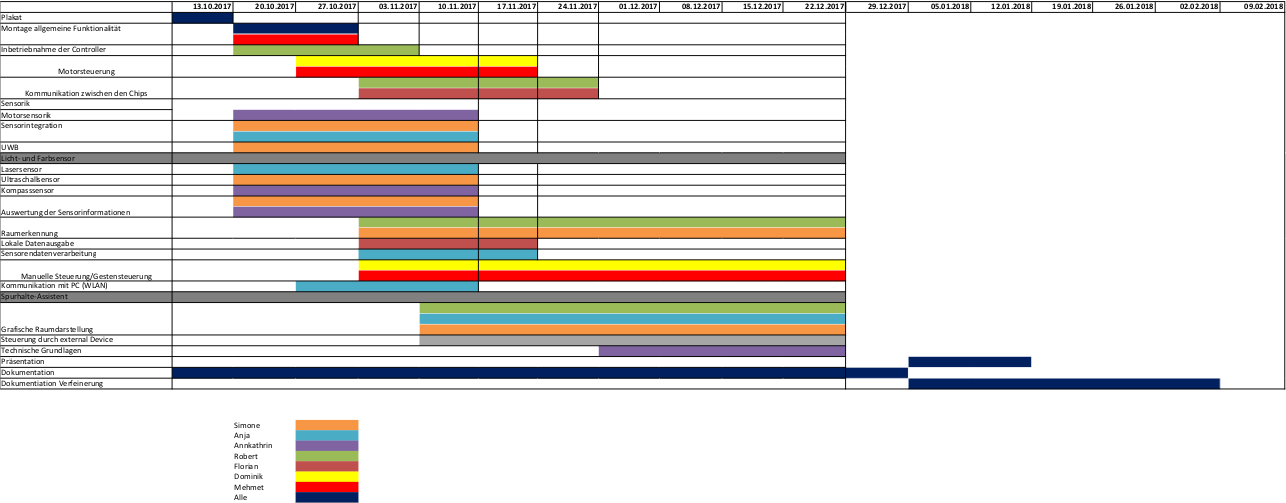 13.10.2017 20.10.2017 27.10.2017 03.11.2017 10.11.2017 17.11.2017 24.11.2017 01.12.2017 08.12.2017 15.12.2017 22.12.2017 29.12.2017 05.01.2018 12.01.2018 19.01.2018 26.01.2018 02.02.2018 09.02.2018
Plakat
Montage allgemeine Funktionalität
Inbetriebnahme der Controller
Motorsteuerung
Kommunikation zwischen den Chips
Sensorik
Motorsensorik
Sensorintegration
UWB
Licht- und Farbsensor
Lasersensor
Ultraschallsensor
Kompasssensor
Auswertung der Sensorinformationen
Raumerkennung
Lokale Datenausgabe
Sensorendatenverarbeitung
Manuelle Steuerung/Gestensteuerung
Kommunikation mit PC (WLAN)
Spurhalte-Assistent
Grafische Raumdarstellung
Steuerung durch external Device
Technische Grundlagen
Präsentation
Dokumentation
Dokumentiation Verfeinerung
Simone
Anja
Annkathrin
Robert
Florian
Dominik
Mehmet
Alle